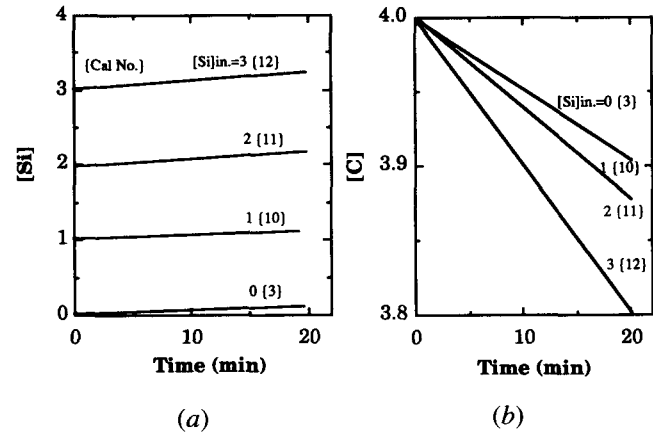 4
3
2
1
0
[Si]
{Cal No.}
[Si]in.=3 {12}
2 {11}
1 {10}
0 {3}
0
10
20
Time (min)
(a)
4.0
3.9
3.8
[C]
[Si]in.=0 {3}
1 {10}
2 {11}
3 {12}
0
10
20
Time (min)
(b)